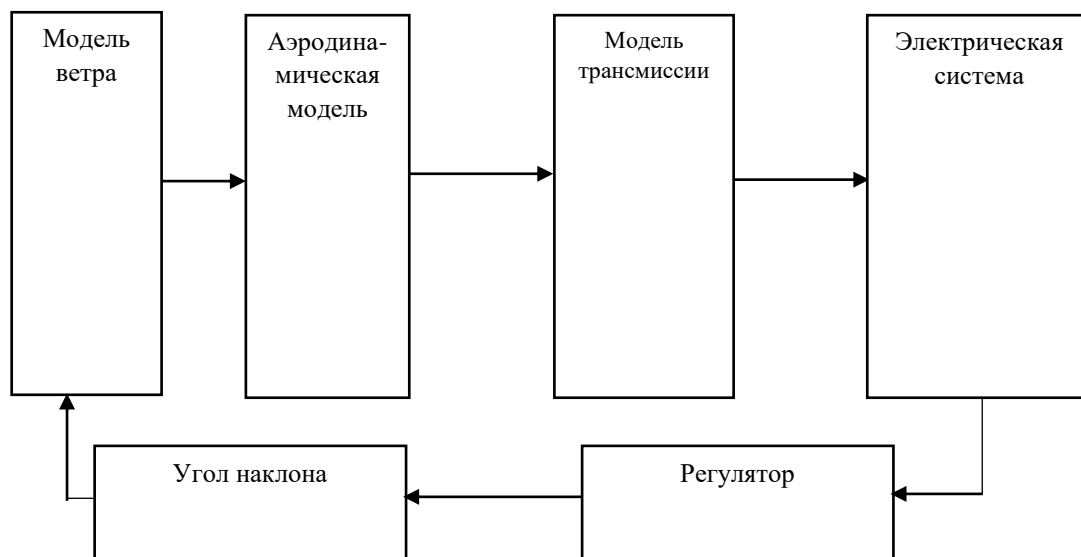 Модель
ветра
Аэродина-
мическая
модель
Модель
трансмиссии
Электрическая
система
Угол наклона
Регулятор